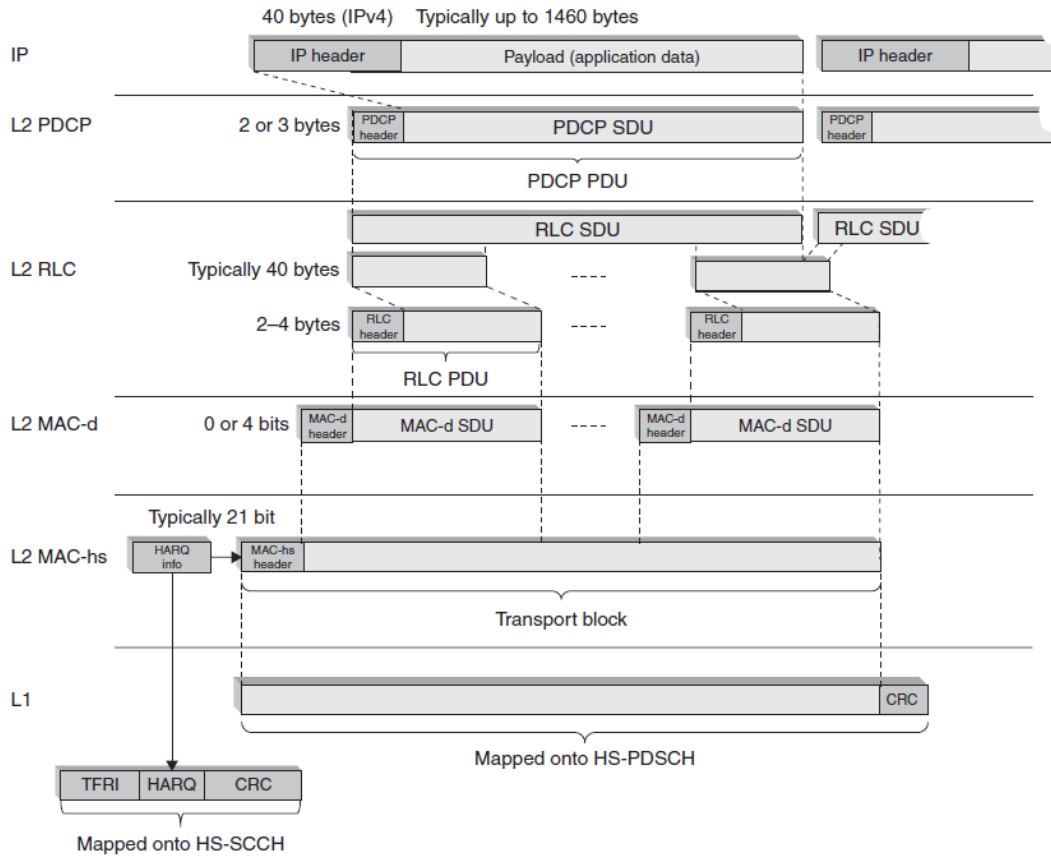 40 bytes (IPv4) Typically up to 1460 bytes
IP
IP header
Payload (application data)
IP header
L2 PDCP
2 or 3 bytes
PDCP
header
PDCP SDU
PDCP
header
PDCP PDU
RLC SDU
RLC SDU
L2 RLC
Typically 40 bytes
2–4 bytes
RLC
header
RLC
header
RLC PDU
L2 MAC-d
0 or 4 bits
MAC-d
header
MAC-d SDU
MAC-d
header
MAC-d SDU
Typically 21 bit
L2 MAC-hs
HARQ
info
MAC-hs
header
Transport block
L1
CRC
Mapped onto HS-PDSCH
TFRI
HARQ
CRC
Mapped onto HS-SCCH